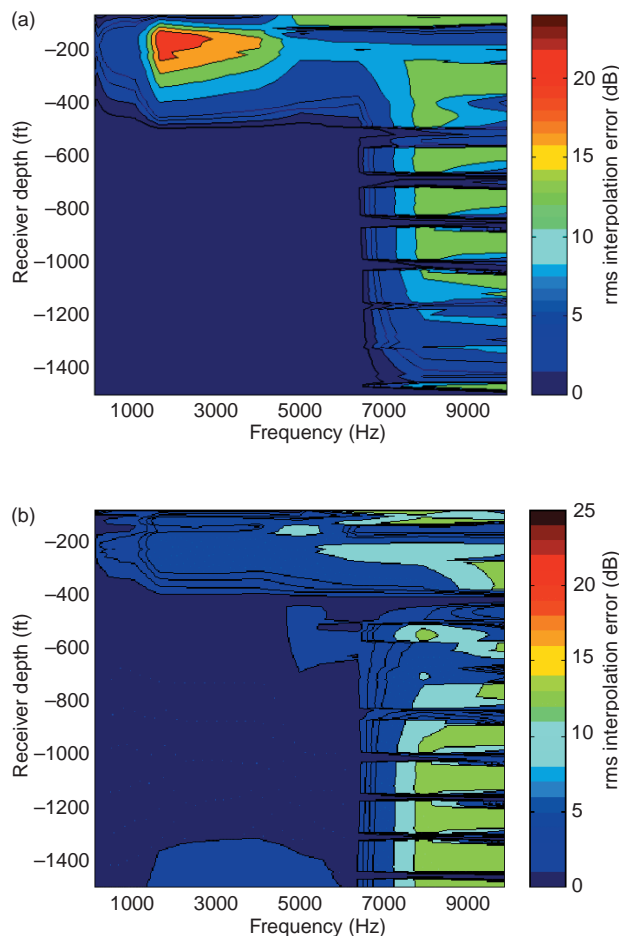 (a)
−200
−400
−600
−800
−1000
−1200
−1400
Receiver depth (ft)
1000 3000 5000 7000 9000
Frequency (Hz)
20
15
10
5
0
rms interpolation error (dB)
(b)
−200
−400
−600
−800
−1000
−1200
−1400
Receiver depth (ft)
1000 3000 5000 7000 9000
Frequency (Hz)
25
20
15
10
5
0
rms interpolation error (dB)